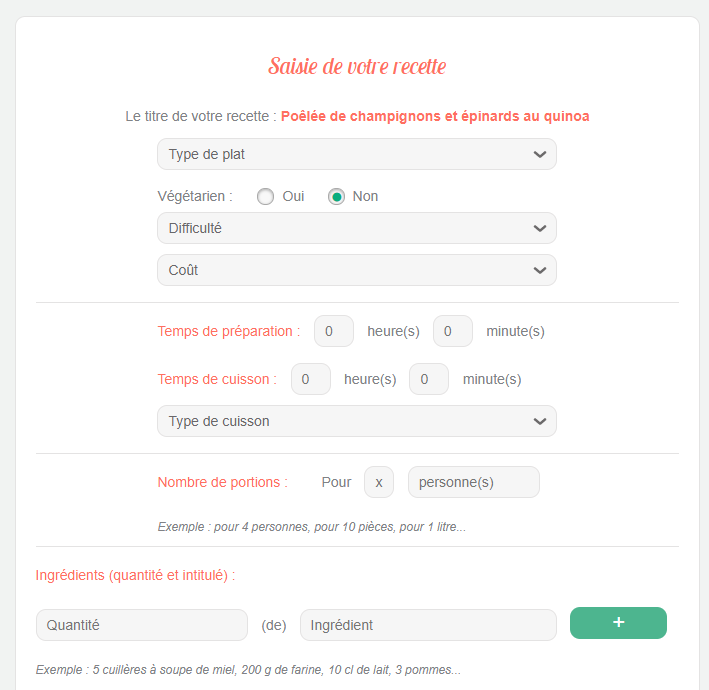 Saisie de votre recette
Le titre de votre recette : Poêlée de champignons et épinards au quinoa
Type de plat
Végétarien : Oui Non
Difficulté
Coût
Temps de préparation : 0 heure(s) 0 minute(s)
Temps de cuisson : 0 heure(s) 0 minute(s)
Type de cuisson
Nombre de portions : Pour x personne(s)
Exemple : pour 4 personnes, pour 10 pièces, pour 1 litre...
Ingrédients (quantité et intitulé) :
Quantité (de) Ingrédient +
Exemple : 5 cuillères à soupe de miel, 200 g de farine, 10 cl de lait, 3 pommes...